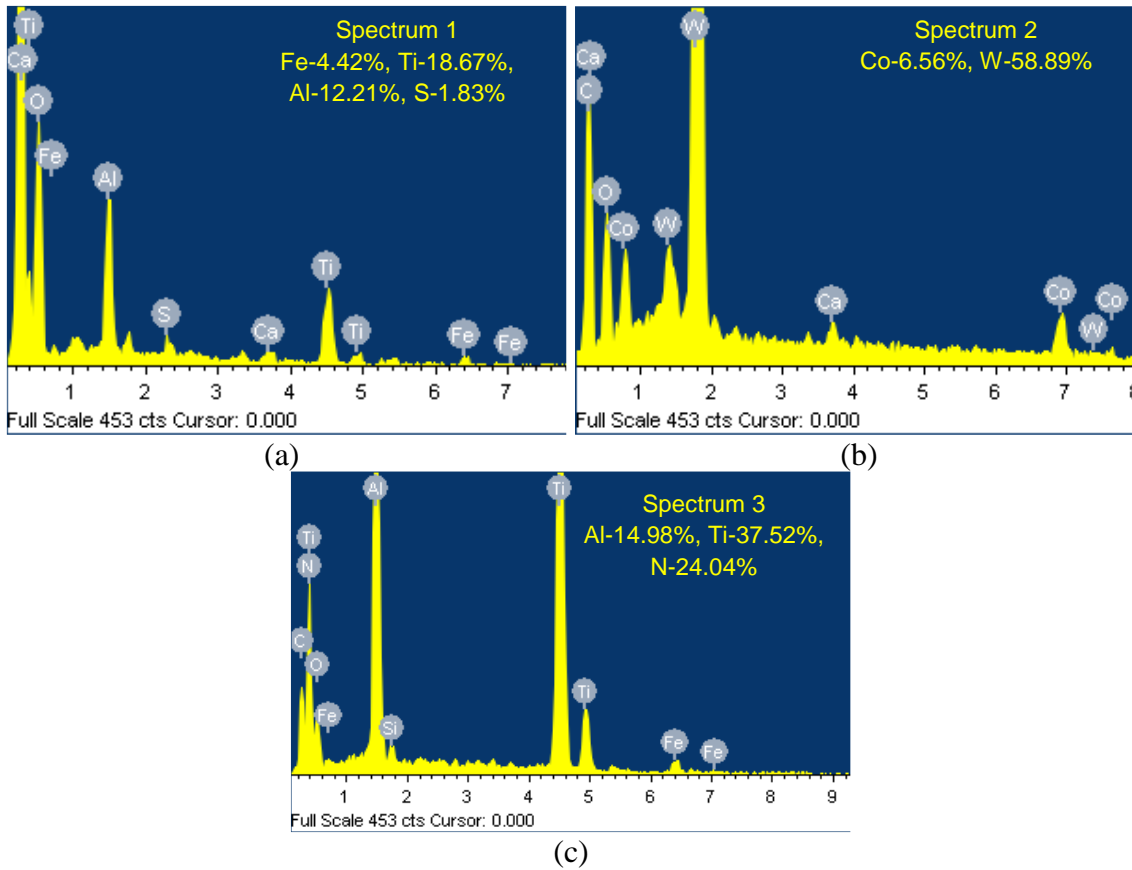 Spectrum 1
Fe-4.42%, Ti-18.67%,
Al-12.21%, S-1.83%
Ti
Ca
O
Fe
Al
S
Ca
Ti
Ti
Fe
Fe
1 2 3 4 5 6 7
Full Scale 453 cts Cursor: 0.000
(a)
Spectrum 2
Co-6.56%, W-58.89%
Ca
C
O
Co
W
W
Ca
Co
W
Co
1 2 3 4 5 6 7 8
Full Scale 453 cts Cursor: 0.000
(b)
Spectrum 3
Al-14.98%, Ti-37.52%,
N-24.04%
Ti
N
C
O
Fe
Al
Si
Ti
Ti
Fe
Fe
1 2 3 4 5 6 7 8 9
Full Scale 453 cts Cursor: 0.000
(c)